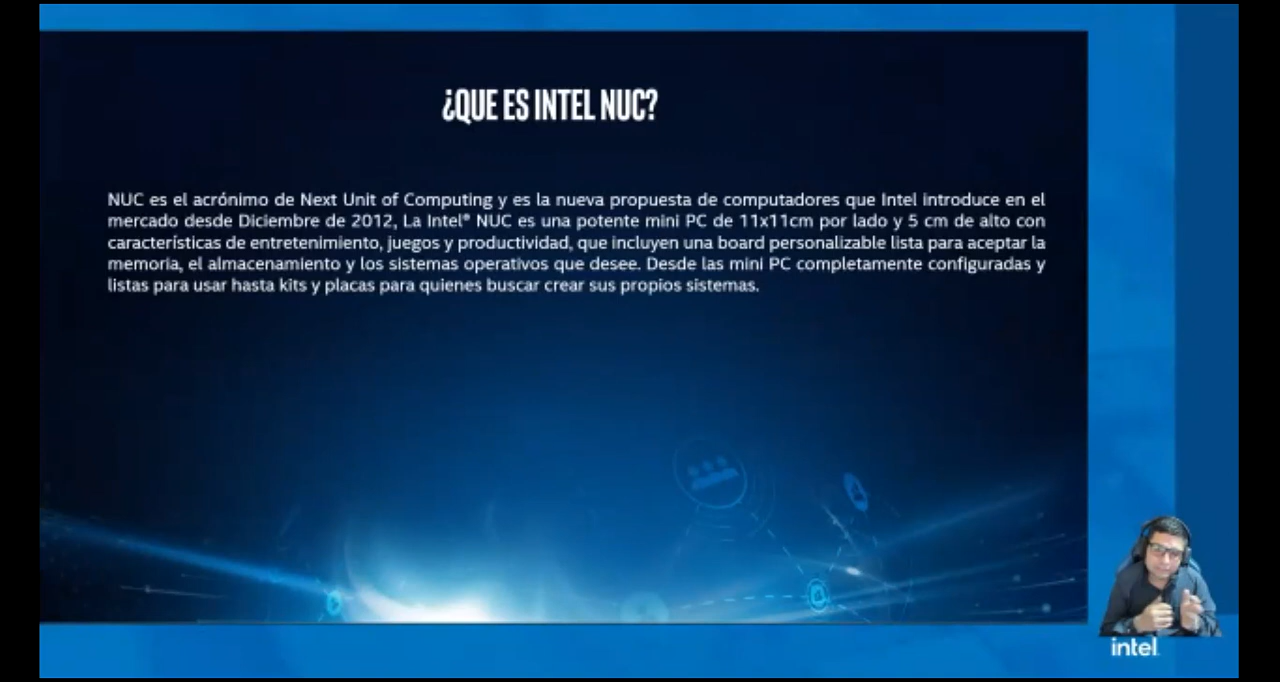 ¿QUE ES INTEL NUC?
NUC es el acrónimo de Next Unit of Computing y es la nueva propuesta de computadores que Intel introduce en el
mercado desde Diciembre de 2012, La Intel® NUC es una potente mini PC de 11x11cm por lado y 5 cm de alto con
características de entretenimiento, juegos y productividad, que incluyen una board personalizable lista para aceptar la
memoria, el almacenamiento y los sistemas operativos que desee. Desde las mini PC completamente configuradas y
listas para usar hasta kits y placas para quienes buscar crear sus propios sistemas.
intel